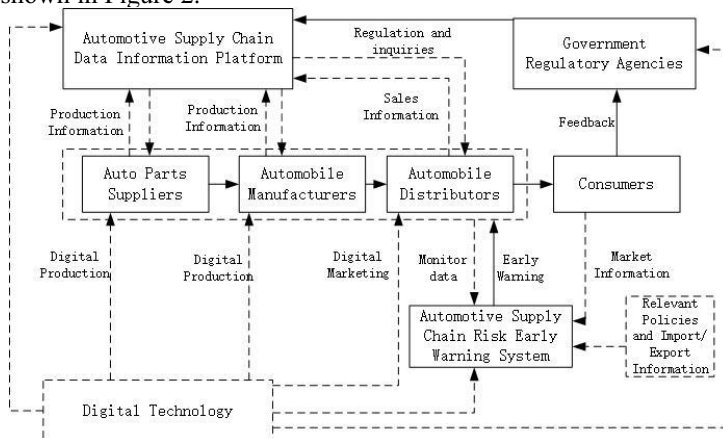 shown in Figure 2.
Automotive Supply Chain
Data Information Platform
Regulation and
inquiries
Government
Regulatory Agencies
Production
Information
Production
Information
Sales
Information
Feedback
Auto Parts
Suppliers
Automobile
Manufacturers
Automobile
Distributors
Consumers
Digital
Production
Digital
Production
Digital
Marketing
Monitor
data
Early
Warning
Market
Information
Automotive Supply
Chain Risk Early
Warning System
Relevant
Policies
and Import/
Export
Information
Digital Technology